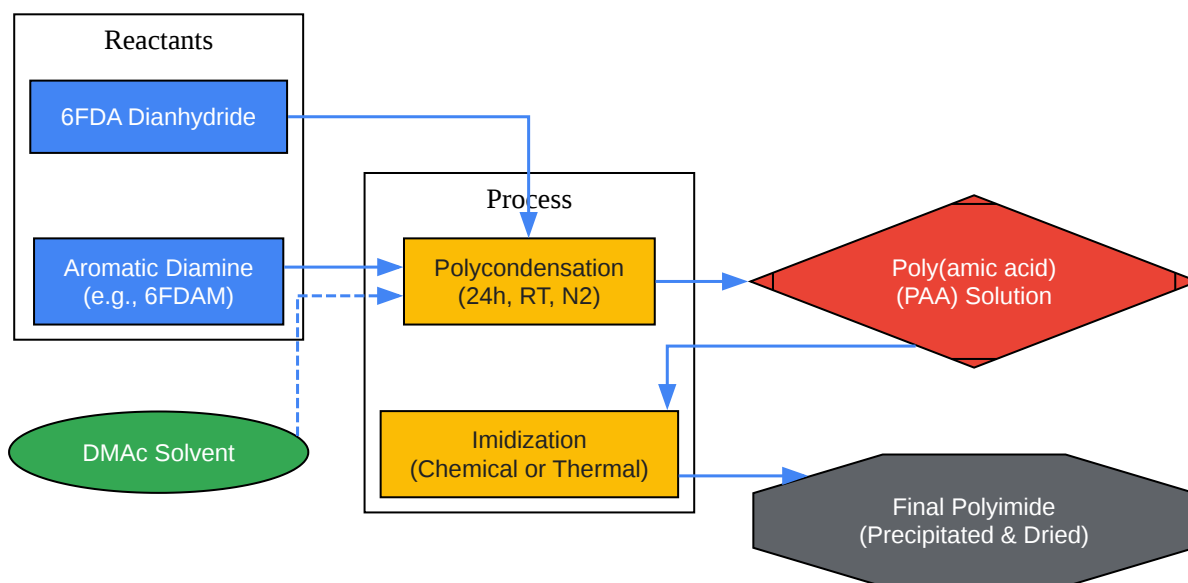 Reactants
6FDA Dianhydride
Aromatic Diamine
(e.g., 6FDAM)
DMAc Solvent
Process
Polycondensation
(24h, RT, N2)
Imidization
(Chemical or Thermal)
Poly(amic acid)
(PAA) Solution
Final Polyimide
(Precipitated & Dried)